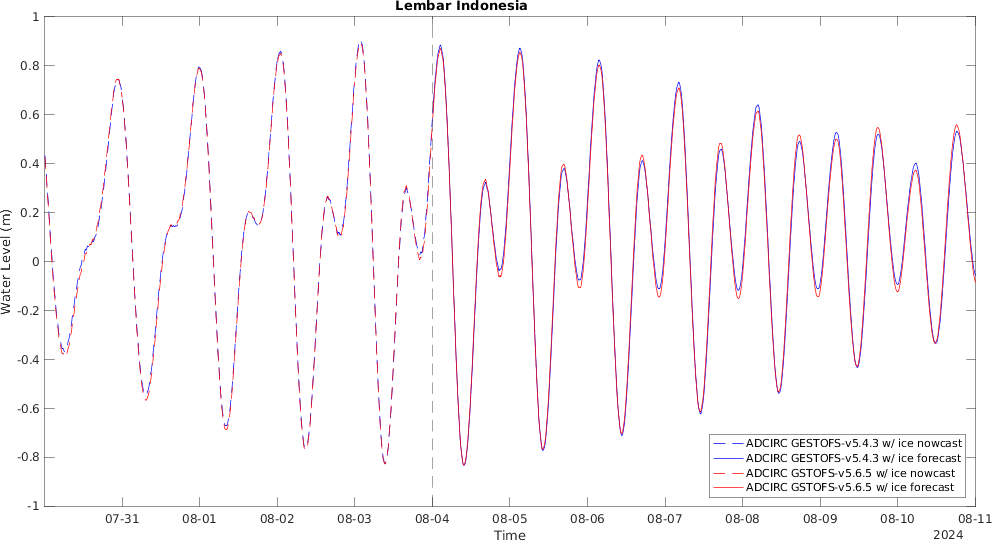 Lembar Indonesia
1
0.8
0.6
0.4
0.2
0
-0.2
-0.4
-0.6
-0.8
-1
Water Level (m)
07-31 08-01 08-02 08-03 08-04 08-05 08-06 08-07 08-08 08-09 08-10 08-11
Time
2024
ADCIRC GESTOFS-v5.4.3 w/ ice nowcast
ADCIRC GESTOFS-v5.4.3 w/ ice forecast
ADCIRC GSTOFS-v5.6.5 w/ ice nowcast
ADCIRC GSTOFS-v5.6.5 w/ ice forecast